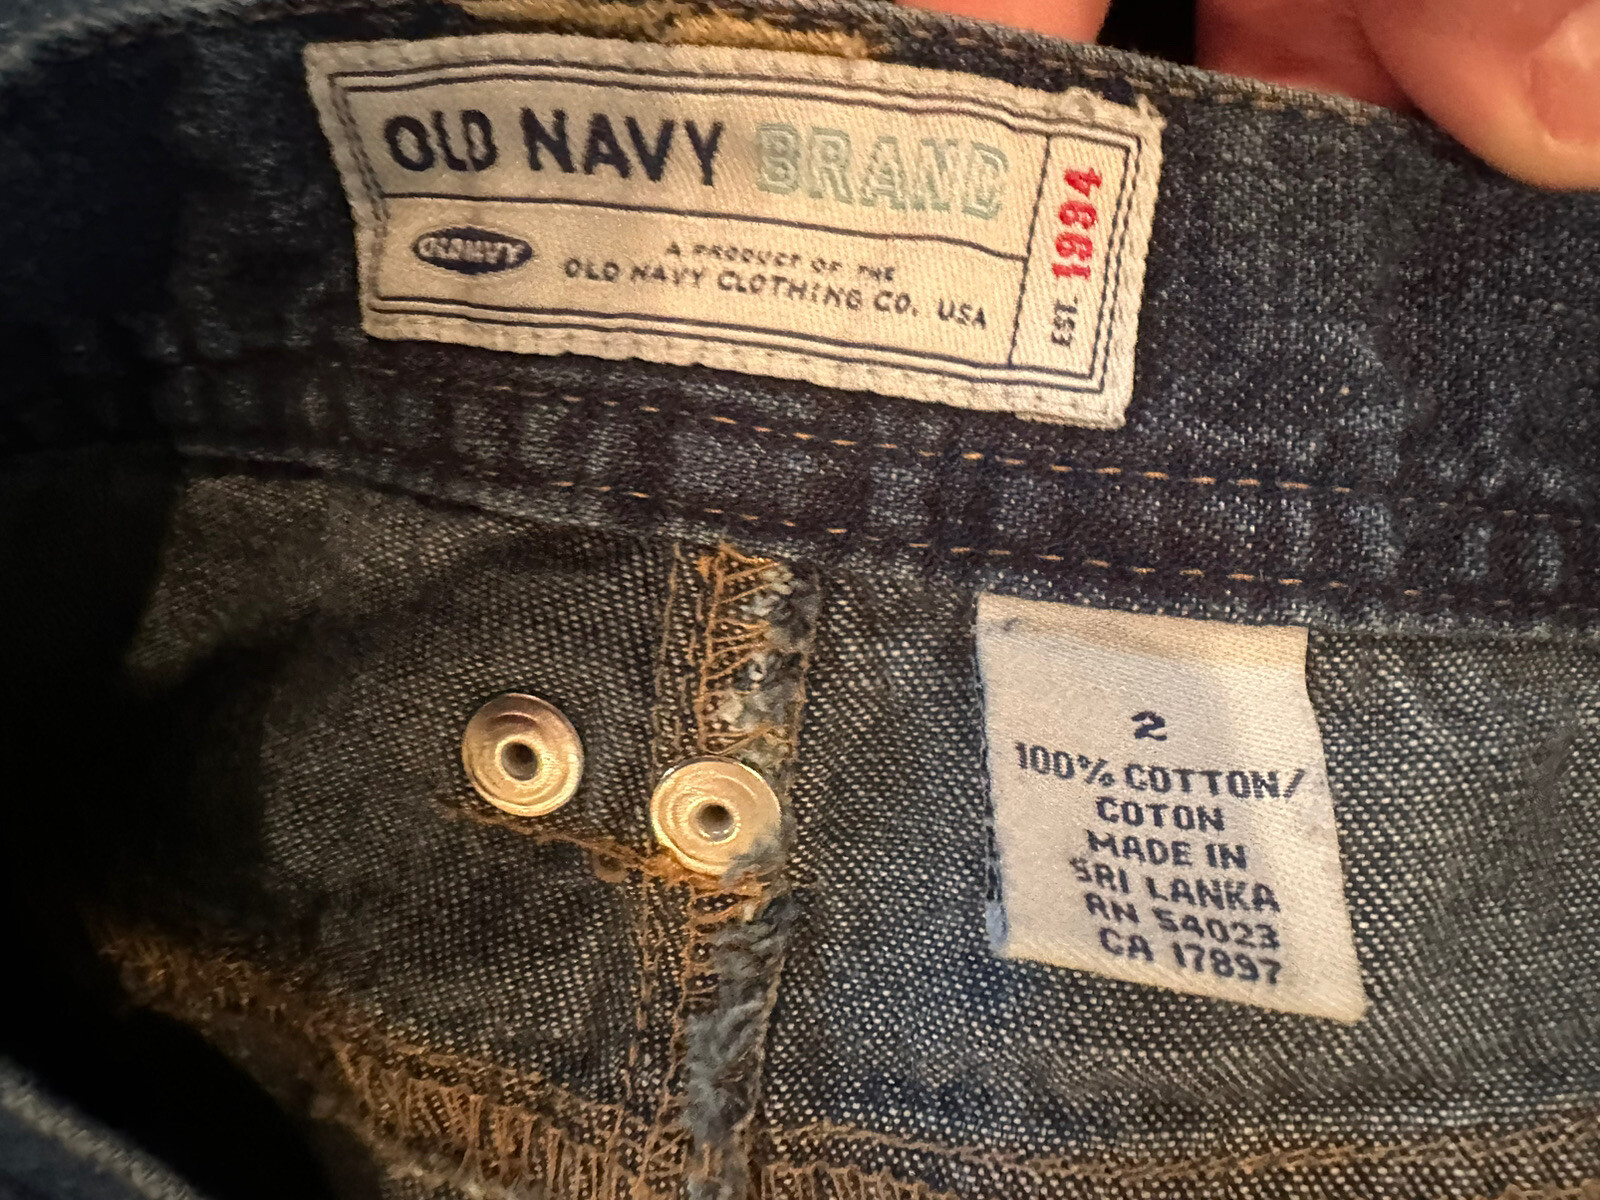 OLD NAVY BRAND
OLD NAVY
A PRODUCT OF THE
OLD NAVY CLOTHING CO. USA
EST. 1994
2
100% COTTON/
COTON
MADE IN
SRI LANKA
RN 54023
CA 17897